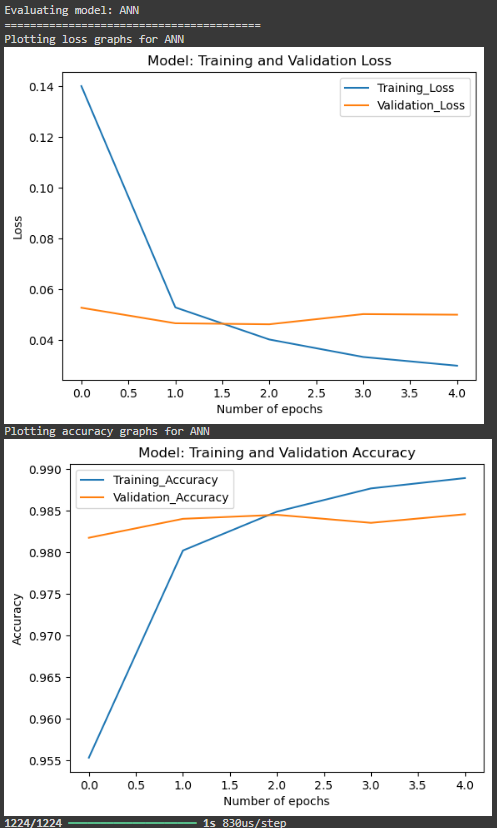 Evaluating model: ANN
========================================
Plotting loss graphs for ANN
Model: Training and Validation Loss
Training_Loss
Validation_Loss
0.14
0.12
0.10
0.08
0.06
0.04
Loss
0.0 0.5 1.0 1.5 2.0 2.5 3.0 3.5 4.0
Number of epochs
Plotting accuracy graphs for ANN
Model: Training and Validation Accuracy
Training_Accuracy
Validation_Accuracy
0.990
0.985
0.980
0.975
0.970
0.965
0.960
0.955
Accuracy
0.0 0.5 1.0 1.5 2.0 2.5 3.0 3.5 4.0
Number of epochs
1224/1224 ━━━━━━━━━━━━━━━━━━━━ 1s 830us/step